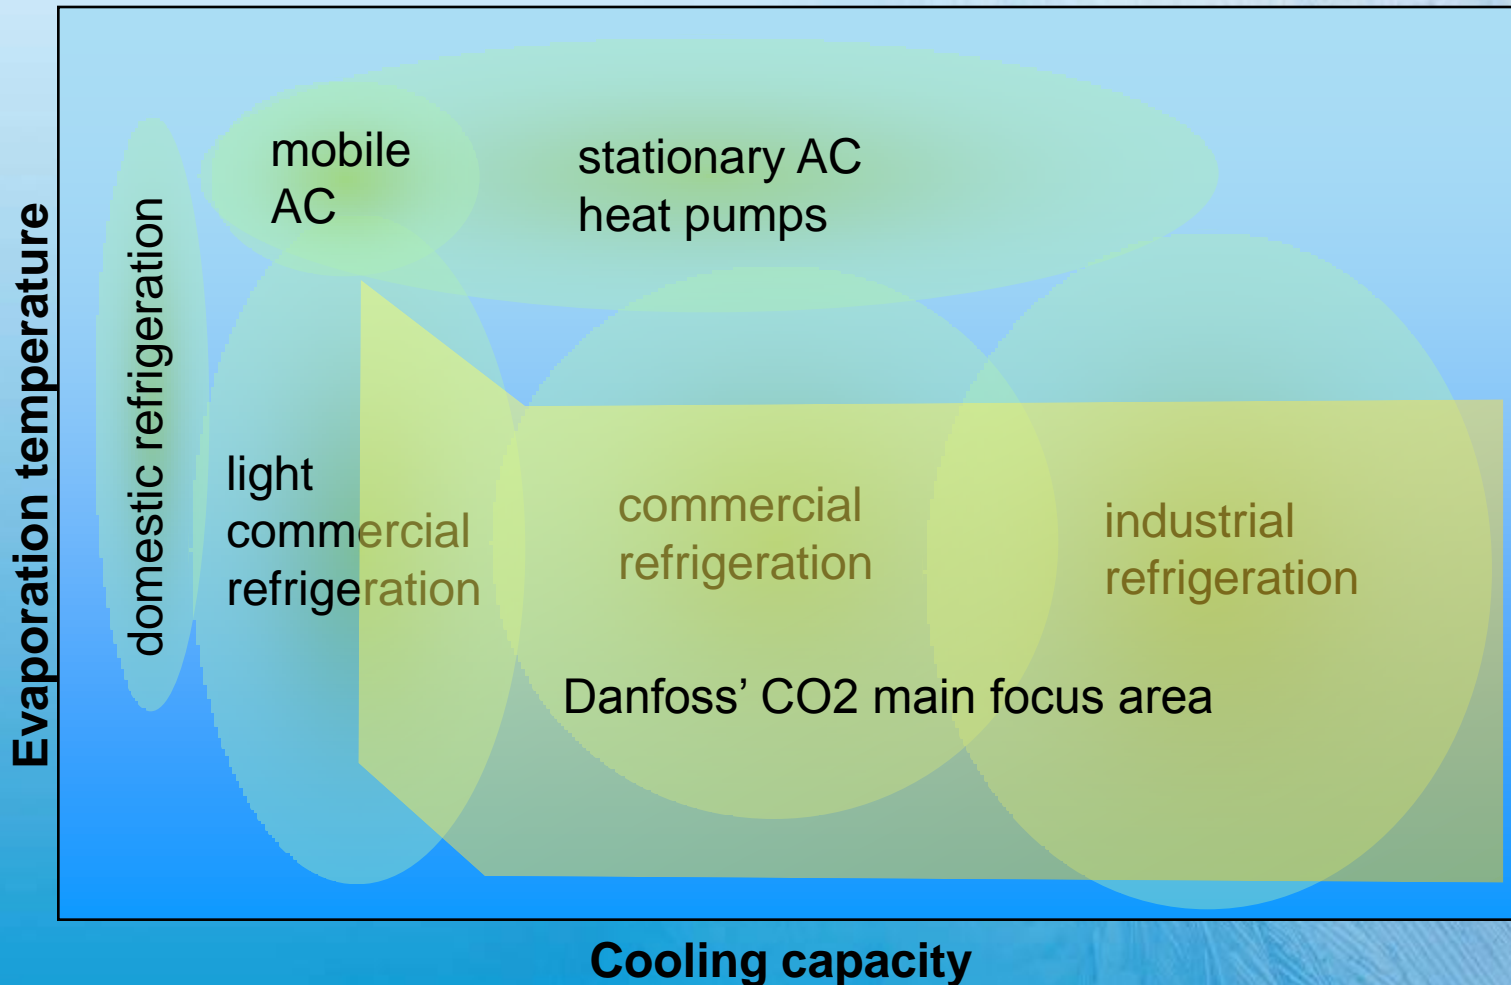 mobile
AC
stationary AC
heat pumps
Evaporation temperature
domestic refrigeration
light
commercial
refrigeration
commercial
refrigeration
industrial
refrigeration
Danfoss’ CO2 main focus area
Cooling capacity